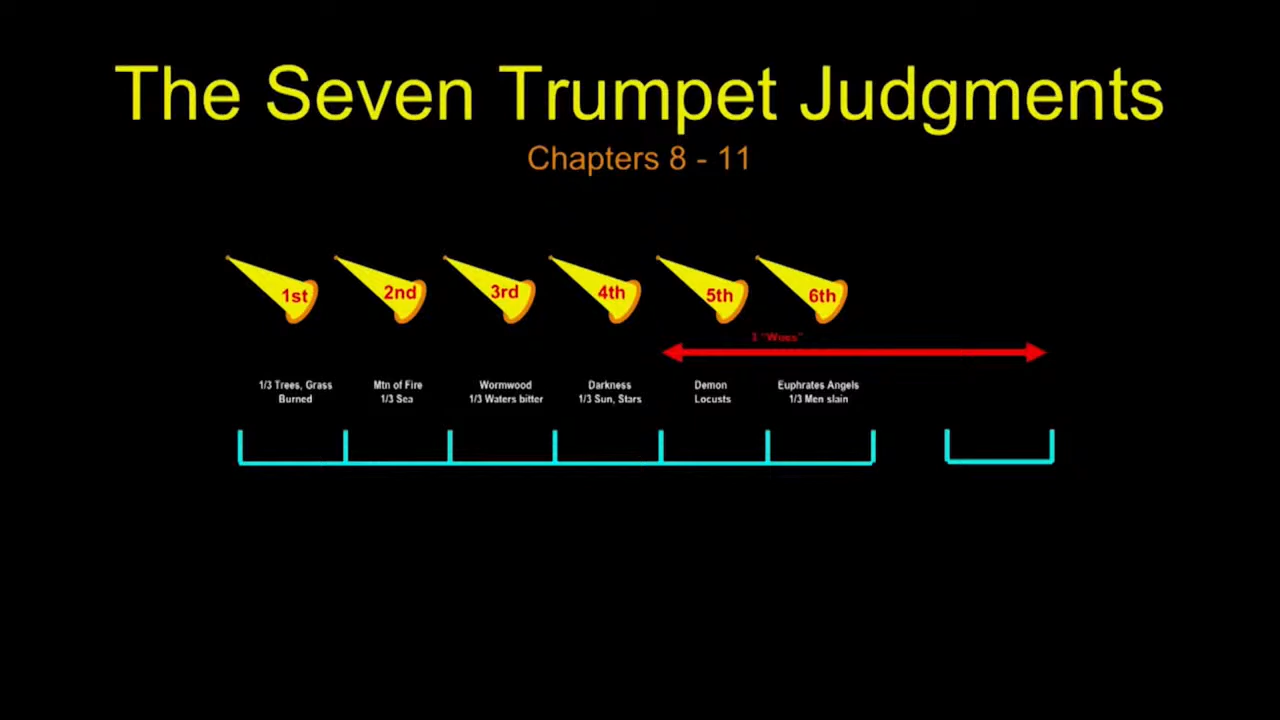 The Seven Trumpet Judgments
Chapters 8 - 11
1st 2nd 3rd 4th 5th 6th
"Woes"
1/3 Trees, Grass
Burned
Mtn of Fire
1/3 Sea
Wormwood
1/3 Waters bitter
Darkness
1/3 Sun, Stars
Demon
Locusts
Euphrates Angels
1/3 Men slain